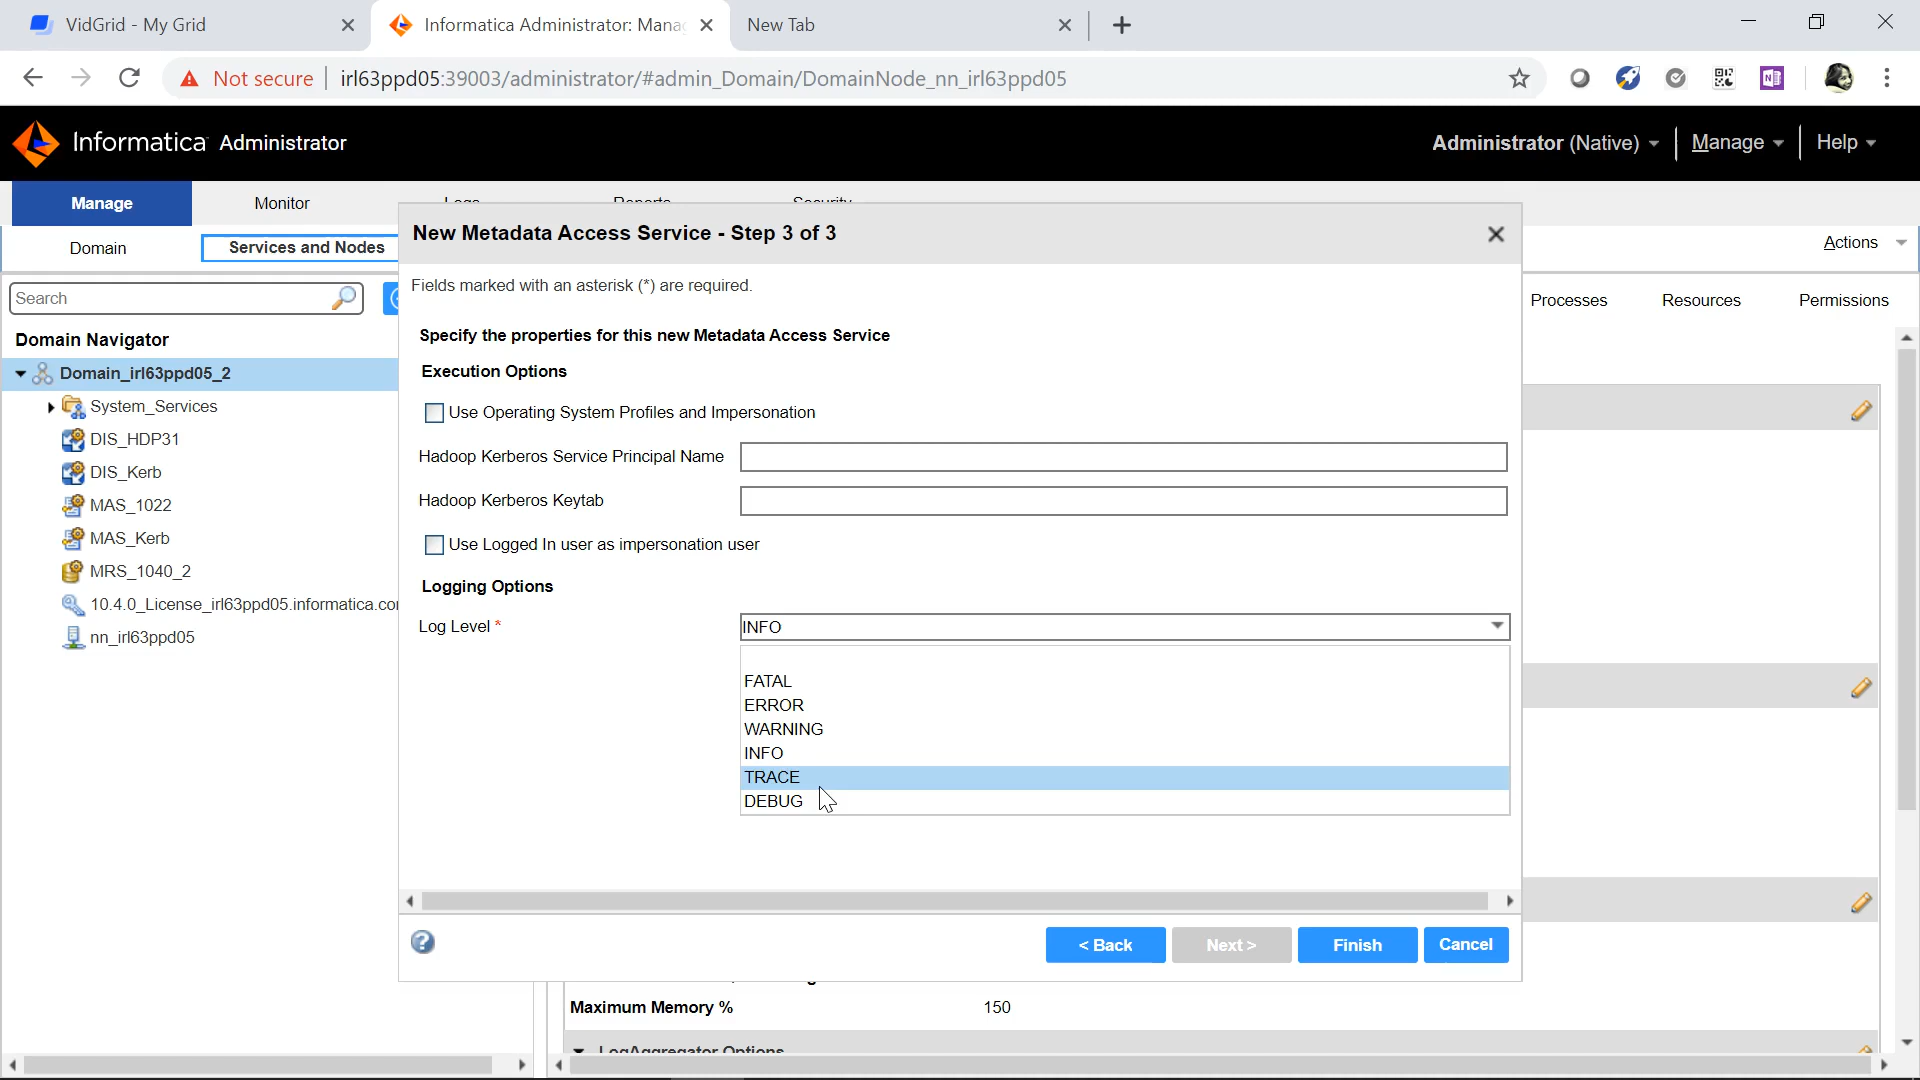 VidGrid - My Grid
Informatica Administrator: Mana
New Tab
Not secure
irl63ppd05:39003/administrator/#admin_Domain/DomainNode_nn_irl63ppd05
Informatica Administrator
Administrator (Native)
Manage
Help
Manage
Monitor
Logs
Reports
Security
Domain
Services and Nodes
Actions
Search
Domain Navigator
Domain_irl63ppd05_2
System_Services
DIS_HDP31
DIS_Kerb
MAS_1022
MAS_Kerb
MRS_1040_2
10.4.0_License_irl63ppd05.informatica.co
nn_irl63ppd05
Processes
Resources
Permissions
New Metadata Access Service - Step 3 of 3
Fields marked with an asterisk (*) are required.
Specify the properties for this new Metadata Access Service
Execution Options
Use Operating System Profiles and Impersonation
Hadoop Kerberos Service Principal Name
Hadoop Kerberos Keytab
Use Logged In user as impersonation user
Logging Options
Log Level *
INFO
FATAL
ERROR
WARNING
INFO
TRACE
DEBUG
< Back
Next >
Finish
Cancel
Maximum Memory %
150
LogAggregator Options